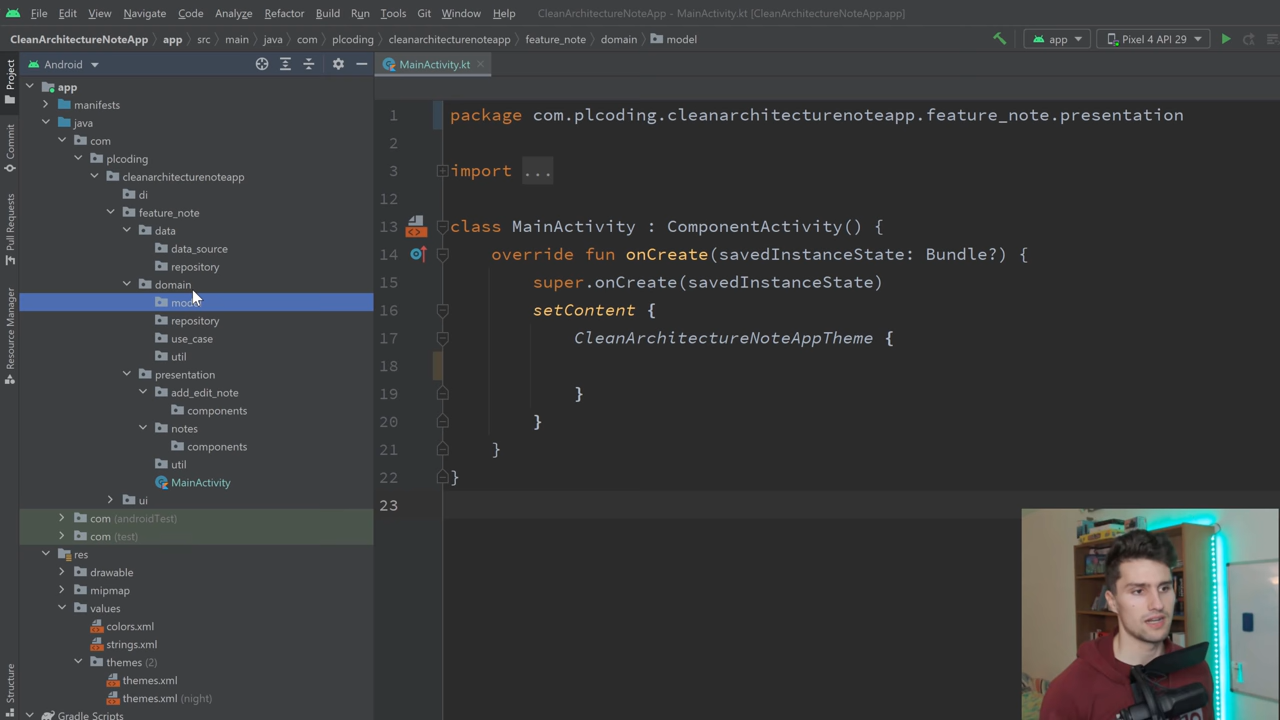 File Edit View Navigate Code Analyze Refactor Build Run Tools Git Window Help CleanArchitectureNoteApp - MainActivity.kt [CleanArchitectureNoteApp.app]
CleanArchitectureNoteApp app src main java com plcoding cleanarchitecturenoteapp feature_note domain model app Pixel 4 API 29
Project
Commit
Pull Requests
Resource Manager
Structure
Android
app
manifests
java
com
plcoding
cleanarchitecturenoteapp
di
feature_note
data
data_source
repository
domain
model
repository
use_case
util
presentation
add_edit_note
components
notes
components
util
MainActivity
ui
com (androidTest)
com (test)
res
drawable
mipmap
values
colors.xml
strings.xml
themes (2)
themes.xml
themes.xml (night)
Gradle Scripts
MainActivity.kt
1 package com.plcoding.cleanarchitecturenoteapp.feature_note.presentation
2
3 import ...
12
13 class MainActivity : ComponentActivity() {
14 override fun onCreate(savedInstanceState: Bundle?) {
15 super.onCreate(savedInstanceState)
16 setContent {
17 CleanArchitectureNoteAppTheme {
18
19 }
20 }
21 }
22 }
23